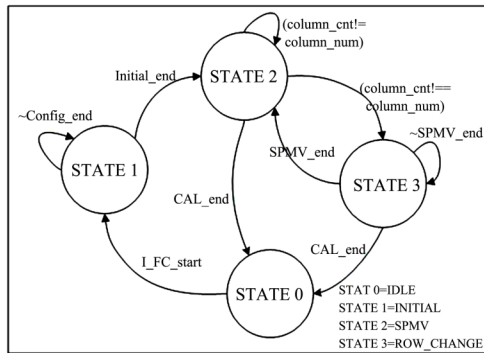 (column_cnt!=
column_num)
Initial_end
STATE 2
(column_cnt!==
column_num)
~Config_end
~SPMV_end
SPMV_end
STATE 1
STATE 3
CAL_end
CAL_end
I_FC_start
STATE 0
STAT 0=IDLE
STATE 1=INITIAL
STATE 2=SPMV
STATE 3=ROW_CHANGE